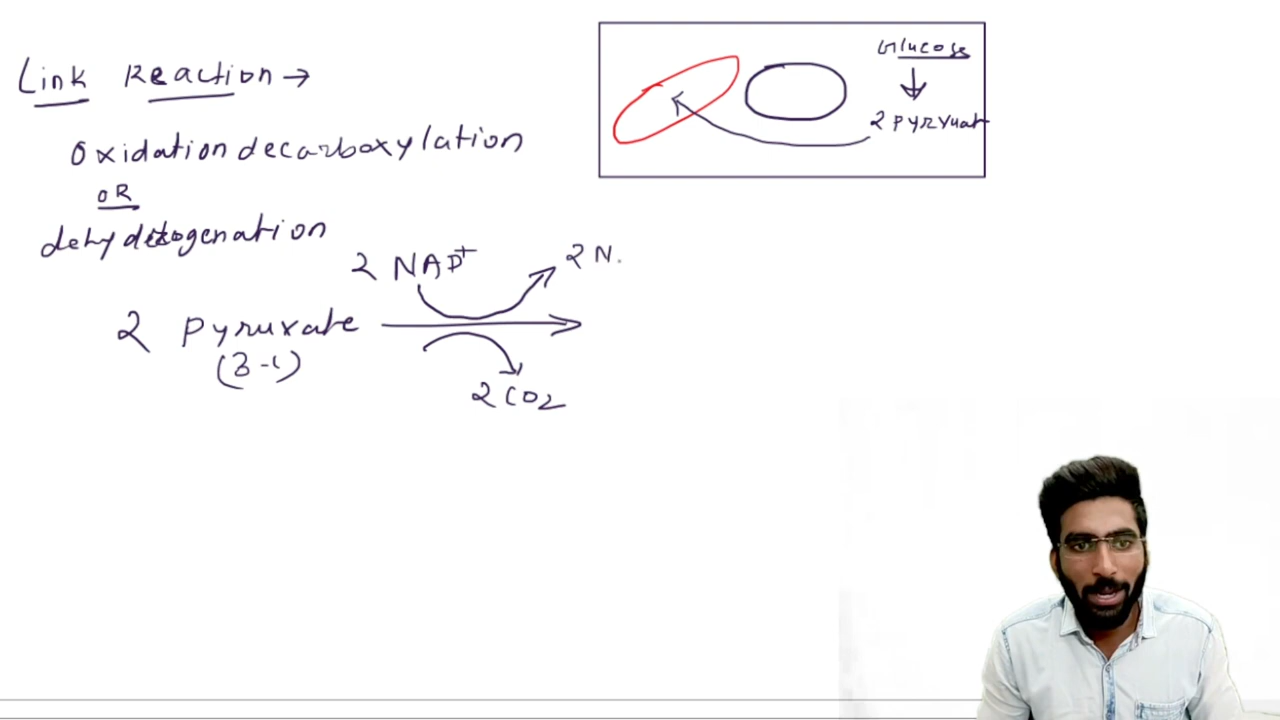 Link Reaction →
Oxidation decarboxylation
OR
dehydrogenation
2 NAD+
2 N.
2 Pyruvate
(3-C)
2 CO2
Glucose
2 Pyruvate